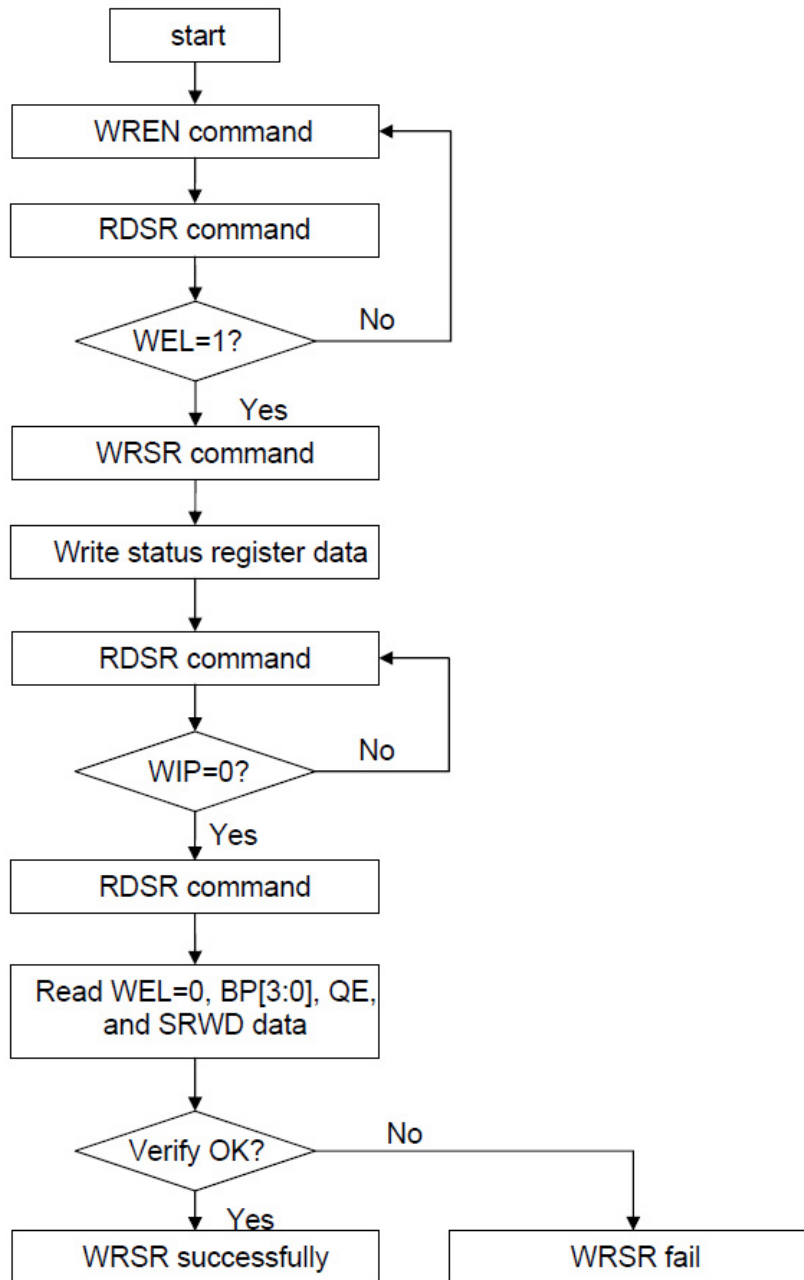 start
WREN command
RDSR command
WEL=1?
No
Yes
WRSR command
Write status register data
RDSR command
WIP=0?
No
Yes
RDSR command
Read WEL=0, BP[3:0], QE,
and SRWD data
Verify OK?
No
Yes
WRSR successfully
WRSR fail